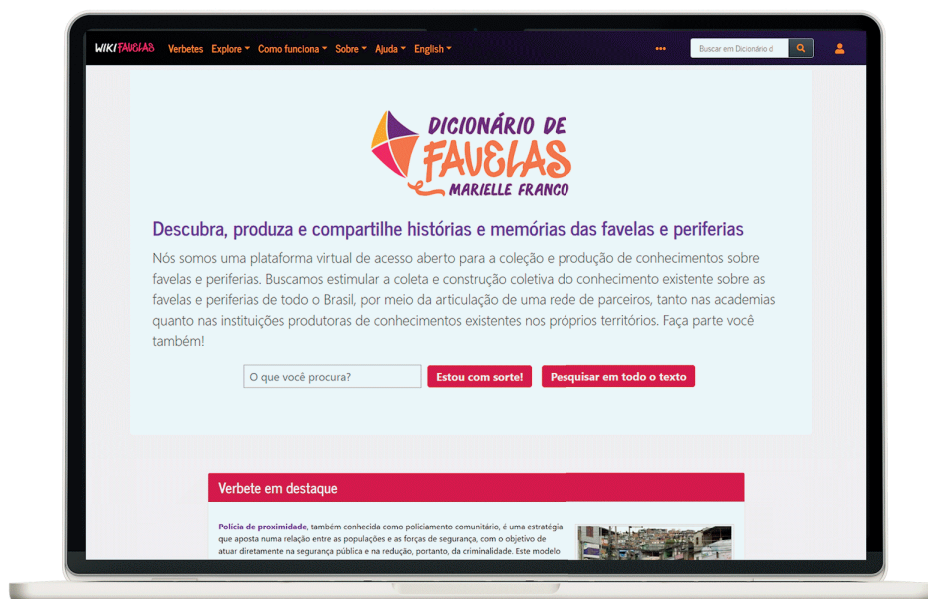 WIKIFAVELAS Verbetes Explore Como funciona Sobre Ajuda English ••• Buscar em Dicionário d
DICIONÁRIO DE
FAVELAS
MARIELLE FRANCO
Descubra, produza e compartilhe histórias e memórias das favelas e periferias
Nós somos uma plataforma virtual de acesso aberto para a coleção e produção de conhecimentos sobre
favelas e periferias. Buscamos estimular a coleta e construção coletiva do conhecimento existente sobre as
favelas e periferias de todo o Brasil, por meio da articulação de uma rede de parceiros, tanto nas academias
quanto nas instituições produtoras de conhecimentos existentes nos próprios territórios. Faça parte você
também!
O que você procura? Estou com sorte! Pesquisar em todo o texto
Verbete em destaque
Polícia de proximidade, também conhecida como policiamento comunitário, é uma estratégia
que aposta numa relação entre as populações e as forças de segurança, com o objetivo de
atuar diretamente na segurança pública e na redução, portanto, da criminalidade. Este modelo